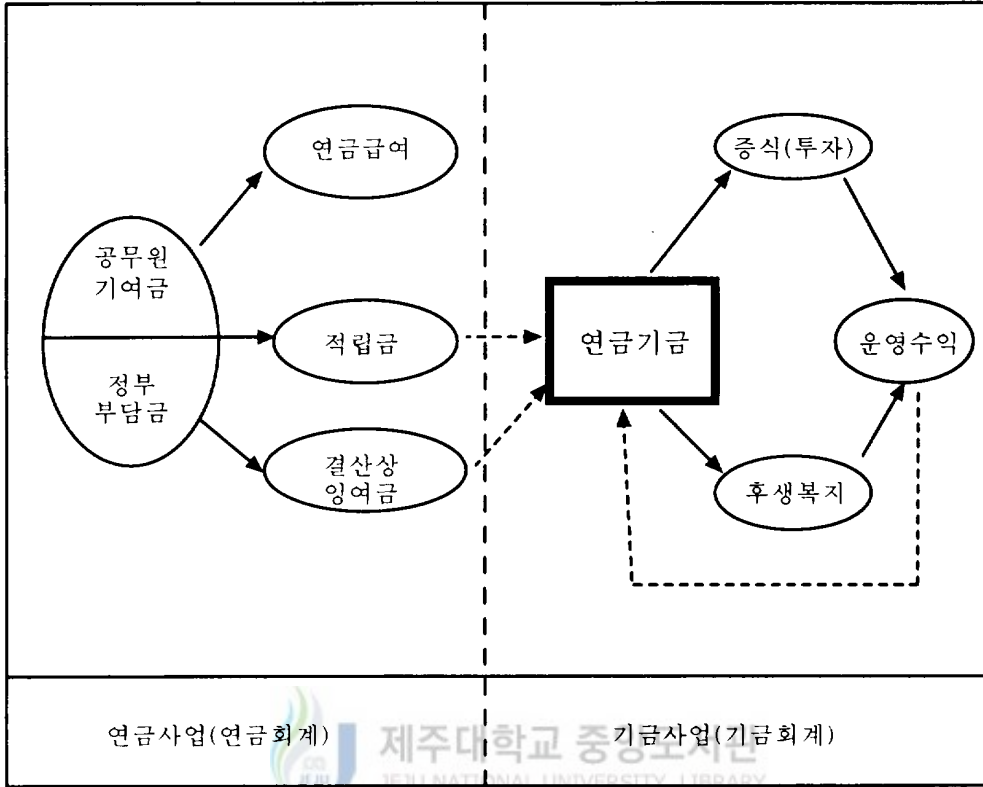 연금급여
증식(투자)
공무원
기여금
적립금
연금기금
운영수익
정부
부담금
결산상
잉여금
후생복지
연금사업(연금회계)
기금사업(기금회계)
제주대학교 중앙도서관
JEJU NATIONAL UNIVERSITY LIBRARY